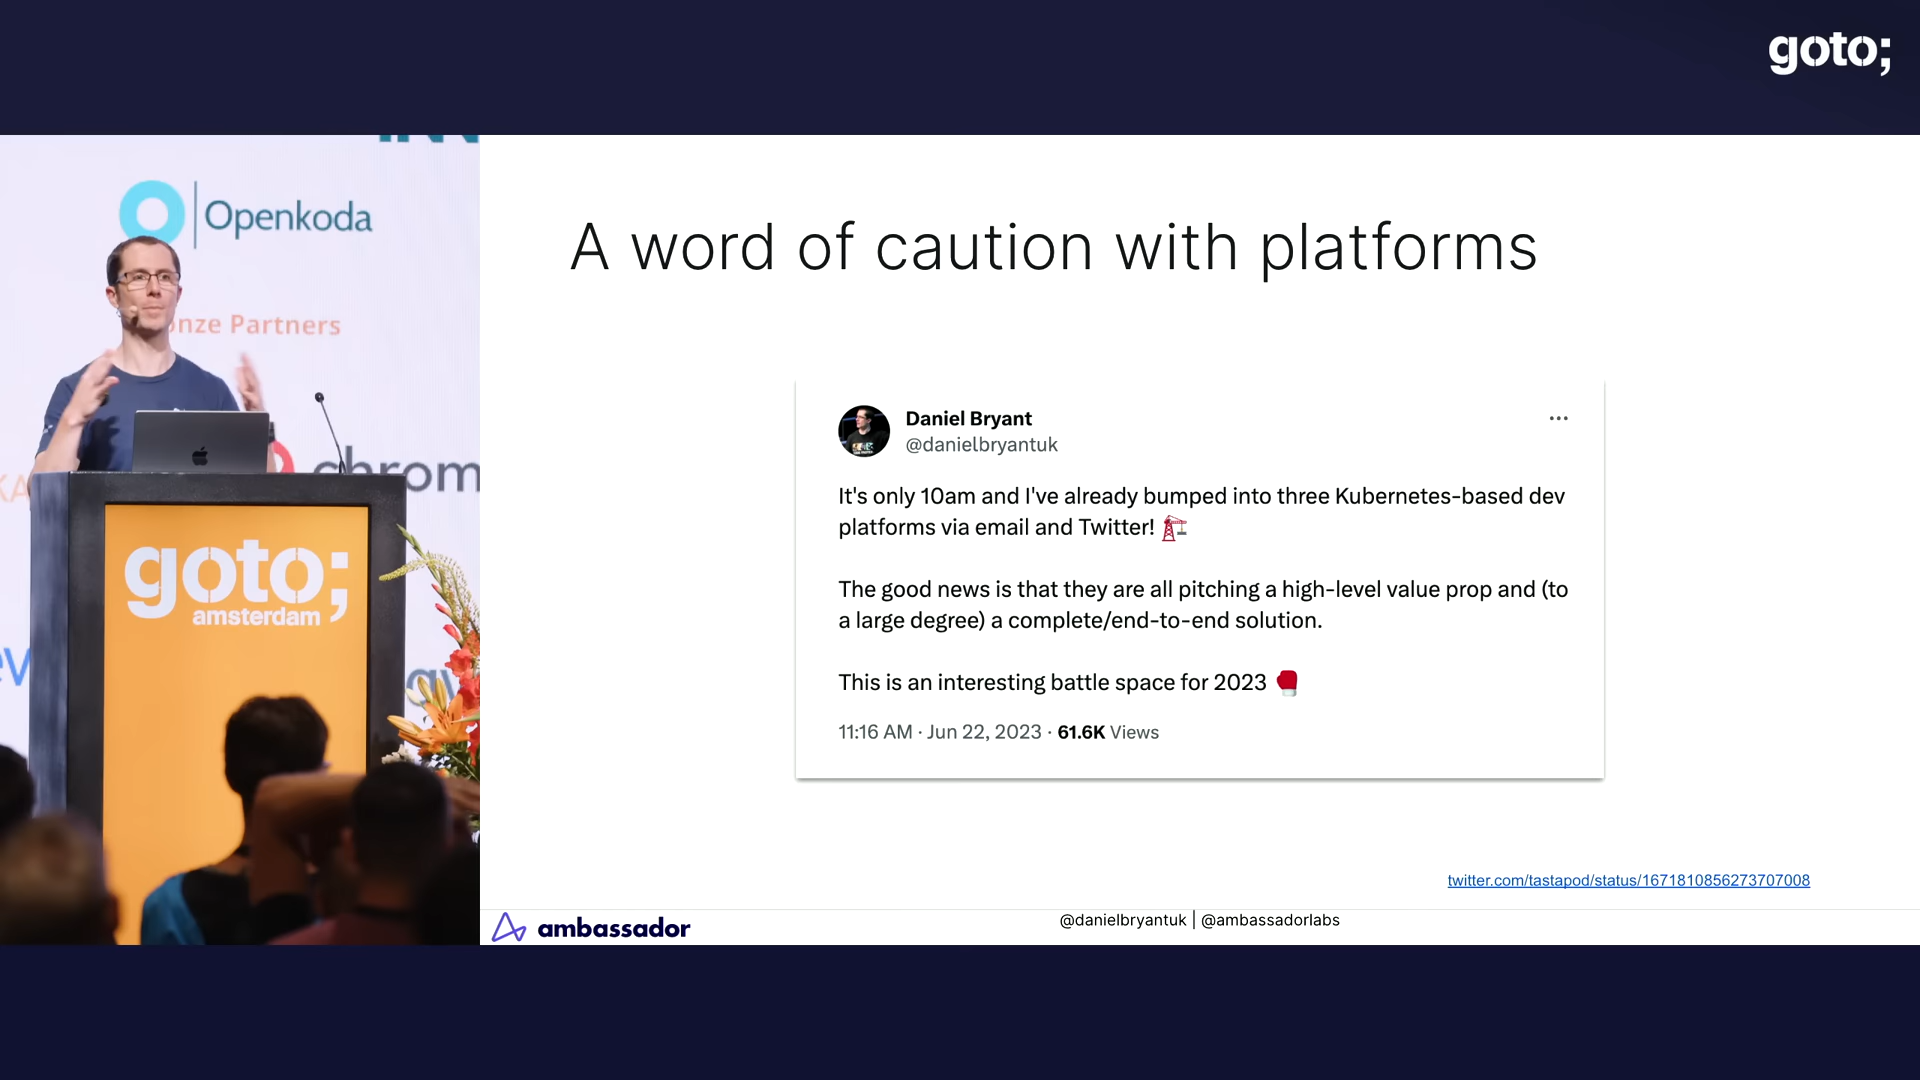 goto;
Openkoda
nze Partners
chrom
goto;
amsterdam
A word of caution with platforms
Daniel Bryant
@danielbryantuk
It's only 10am and I've already bumped into three Kubernetes-based dev
platforms via email and Twitter! 🏗️
The good news is that they are all pitching a high-level value prop and (to
a large degree) a complete/end-to-end solution.
This is an interesting battle space for 2023 🥊
11:16 AM · Jun 22, 2023 · 61.6K Views
twitter.com/tastapod/status/1671810856273707008
ambassador
@danielbryantuk | @ambassadorlabs